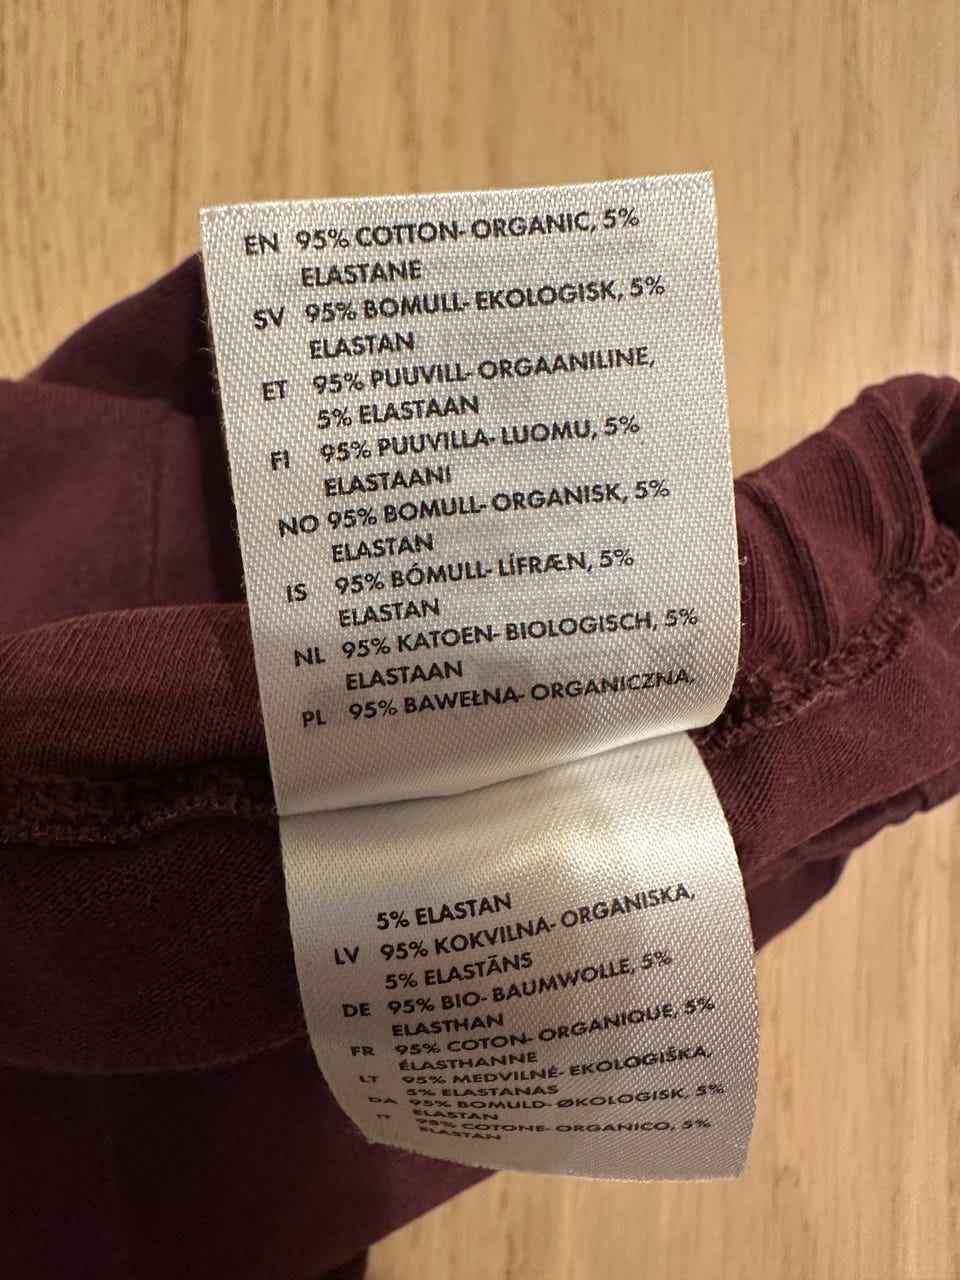 EN 95% COTTON- ORGANIC, 5%
ELASTANE
SV 95% BOMULL- EKOLOGISK, 5%
ELASTAN
ET 95% PUUVILL- ORGAANILINE,
5% ELASTAAN
FI 95% PUUVILLA- LUOMU, 5%
ELASTAANI
NO 95% BOMULL- ORGANISK, 5%
ELASTAN
IS 95% BÓMULL- LÍFRÆN, 5%
ELASTAN
NL 95% KATOEN- BIOLOGISCH, 5%
ELASTAAN
PL 95% BAWEŁNA- ORGANICZNA,
5% ELASTAN
LV 95% KOKVILNA- ORGANISKA,
5% ELASTĀNS
DE 95% BIO- BAUMWOLLE, 5%
ELASTHAN
FR 95% COTON- ORGANIQUE, 5%
ÉLASTHANNE
LT 95% MEDVILNĖ- EKOLOGIŠKA,
5% ELASTANAS
DA 95% BOMULD- ØKOLOGISK, 5%
ELASTAN
IT 95% COTONE- ORGANICO, 5%
ELASTAN